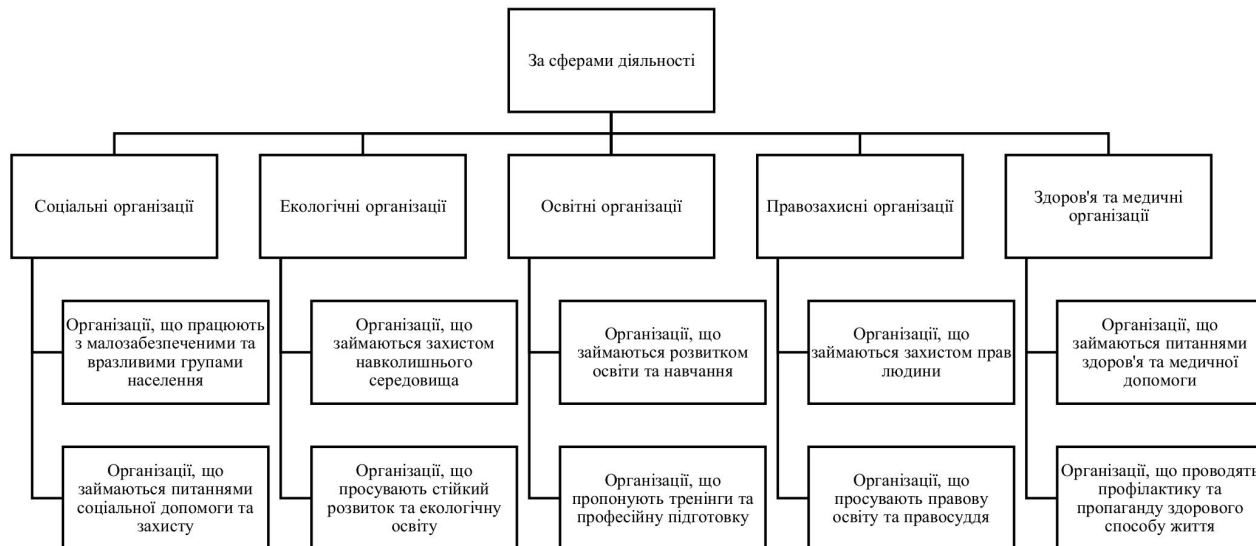 За сферами діяльності
Соціальні організації
Екологічні організації
Освітні організації
Правозахисні організації
Здоров'я та медичні
організації
Організації, що працюють
з малозабезпеченими та
вразливими групами
населення
Організації, що
займаються захистом
навколишнього
середовища
Організації, що
займаються розвитком
освіти та навчання
Організації, що
займаються захистом прав
людини
Організації, що
займаються питаннями
здоров'я та медичної
допомоги
Організації, що
займаються питаннями
соціальної допомоги та
захисту
Організації, що
просувають стійкий
розвиток та екологічну
освіту
Організації, що
пропонують тренінги та
професійну підготовку
Організації, що
просувають правову
освіту та правосуддя
Організації, що проводять
профілактику та
пропаганду здорового
способу життя